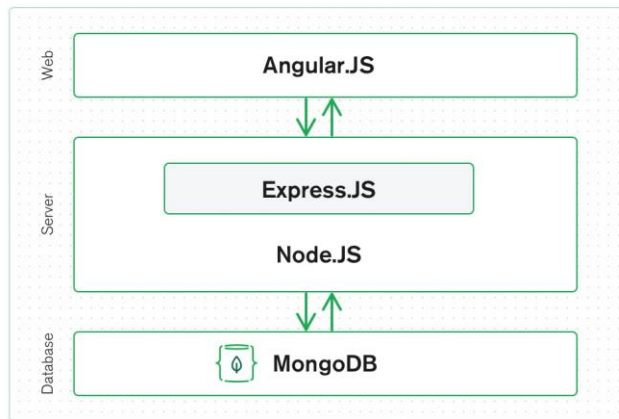 Web
Angular.JS
Server
Express.JS
Node.JS
Database
MongoDB